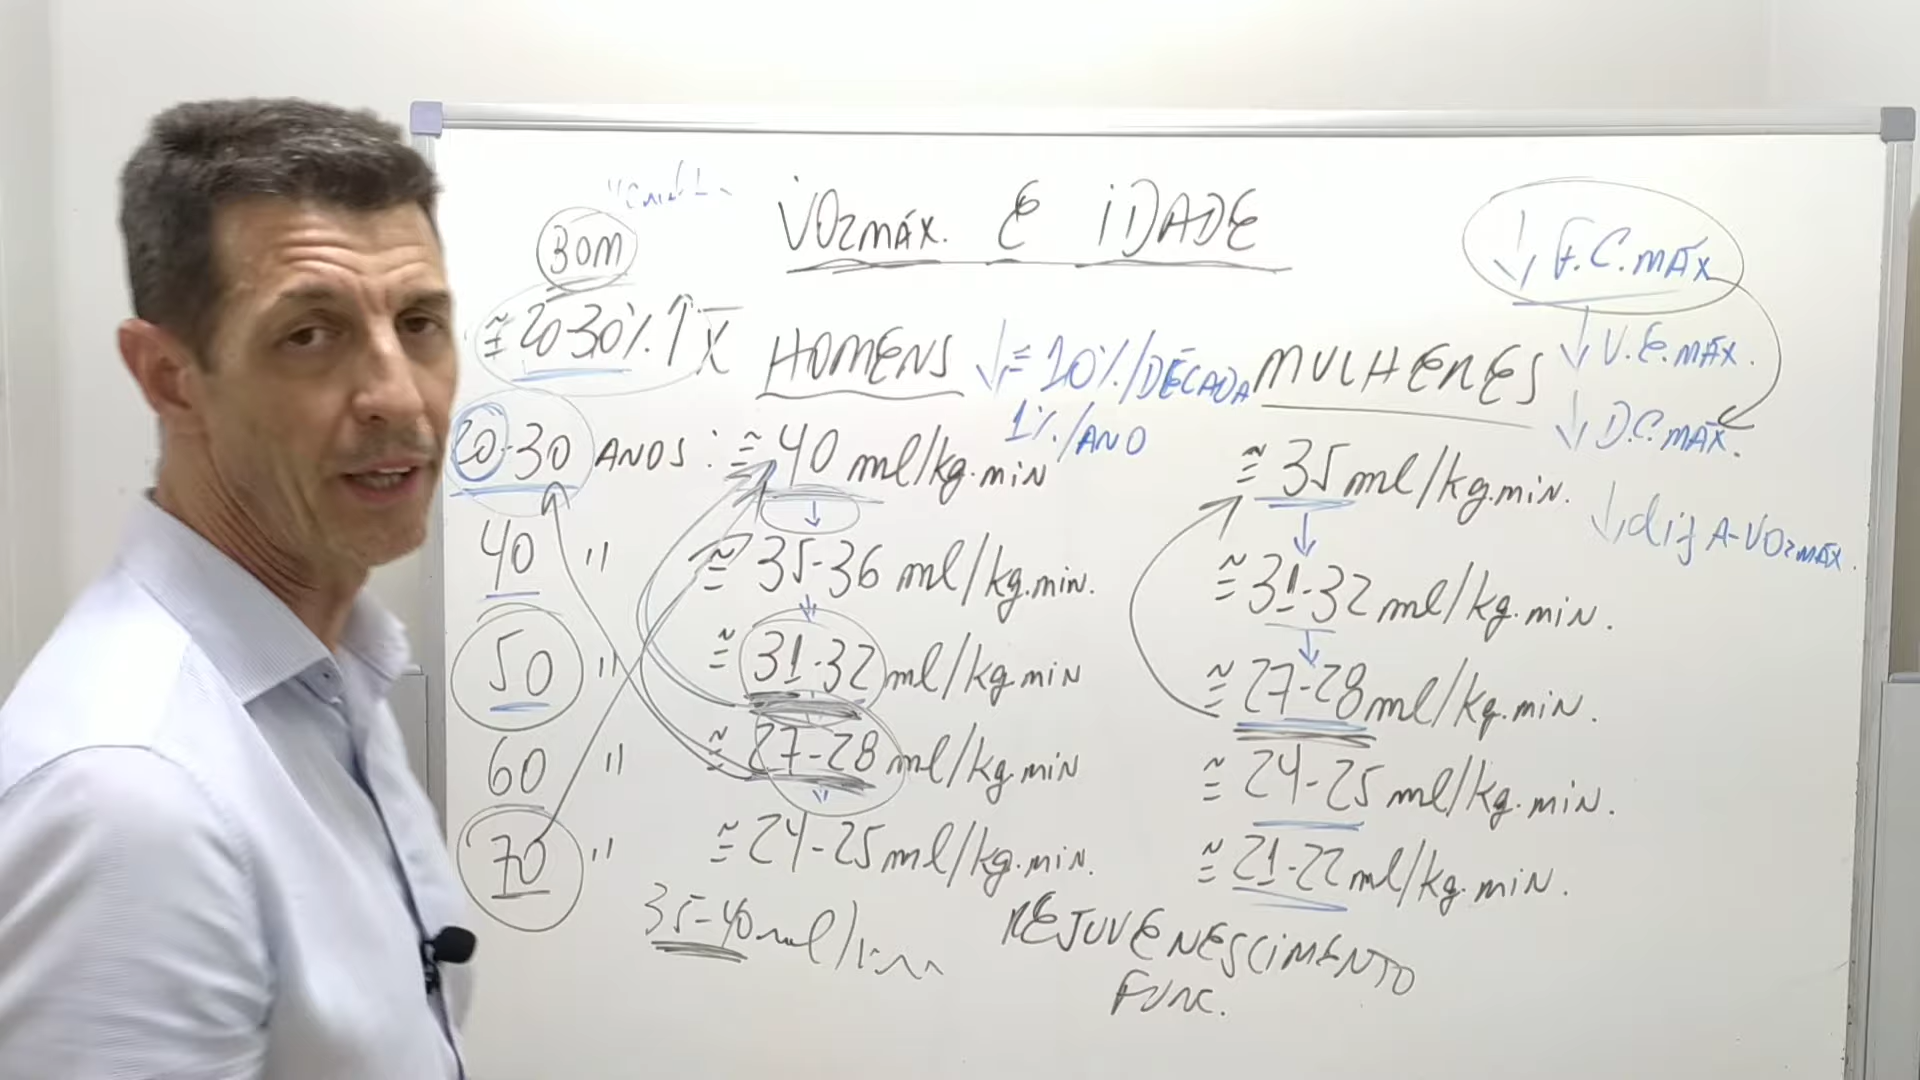 V̇O2MÁX. E IDADE
BOM
≅ 20-30% ↑ X̅
HOMENS ↓ ≅ 10%/DÉCADA
1%/ANO
MULHERES
↓ F.C.MÁX
↓ V.E.MÁX.
↓ D.C.MÁX.
↓ dif A-VO2MÁX.
20-30 ANOS: ≅ 40 ml/kg.min ≅ 35 ml/kg.min.
40 " ≅ 35-36 ml/kg.min. ≅ 31-32 ml/kg.min.
50 " ≅ 31-32 ml/kg.min ≅ 27-28 ml/kg.min.
60 " ≅ 27-28 ml/kg.min ≅ 24-25 ml/kg.min.
70 " ≅ 24-25 ml/kg.min. ≅ 21-22 ml/kg.min.
35-40 ml/
REJUVENESCIMENTO
FUNC.